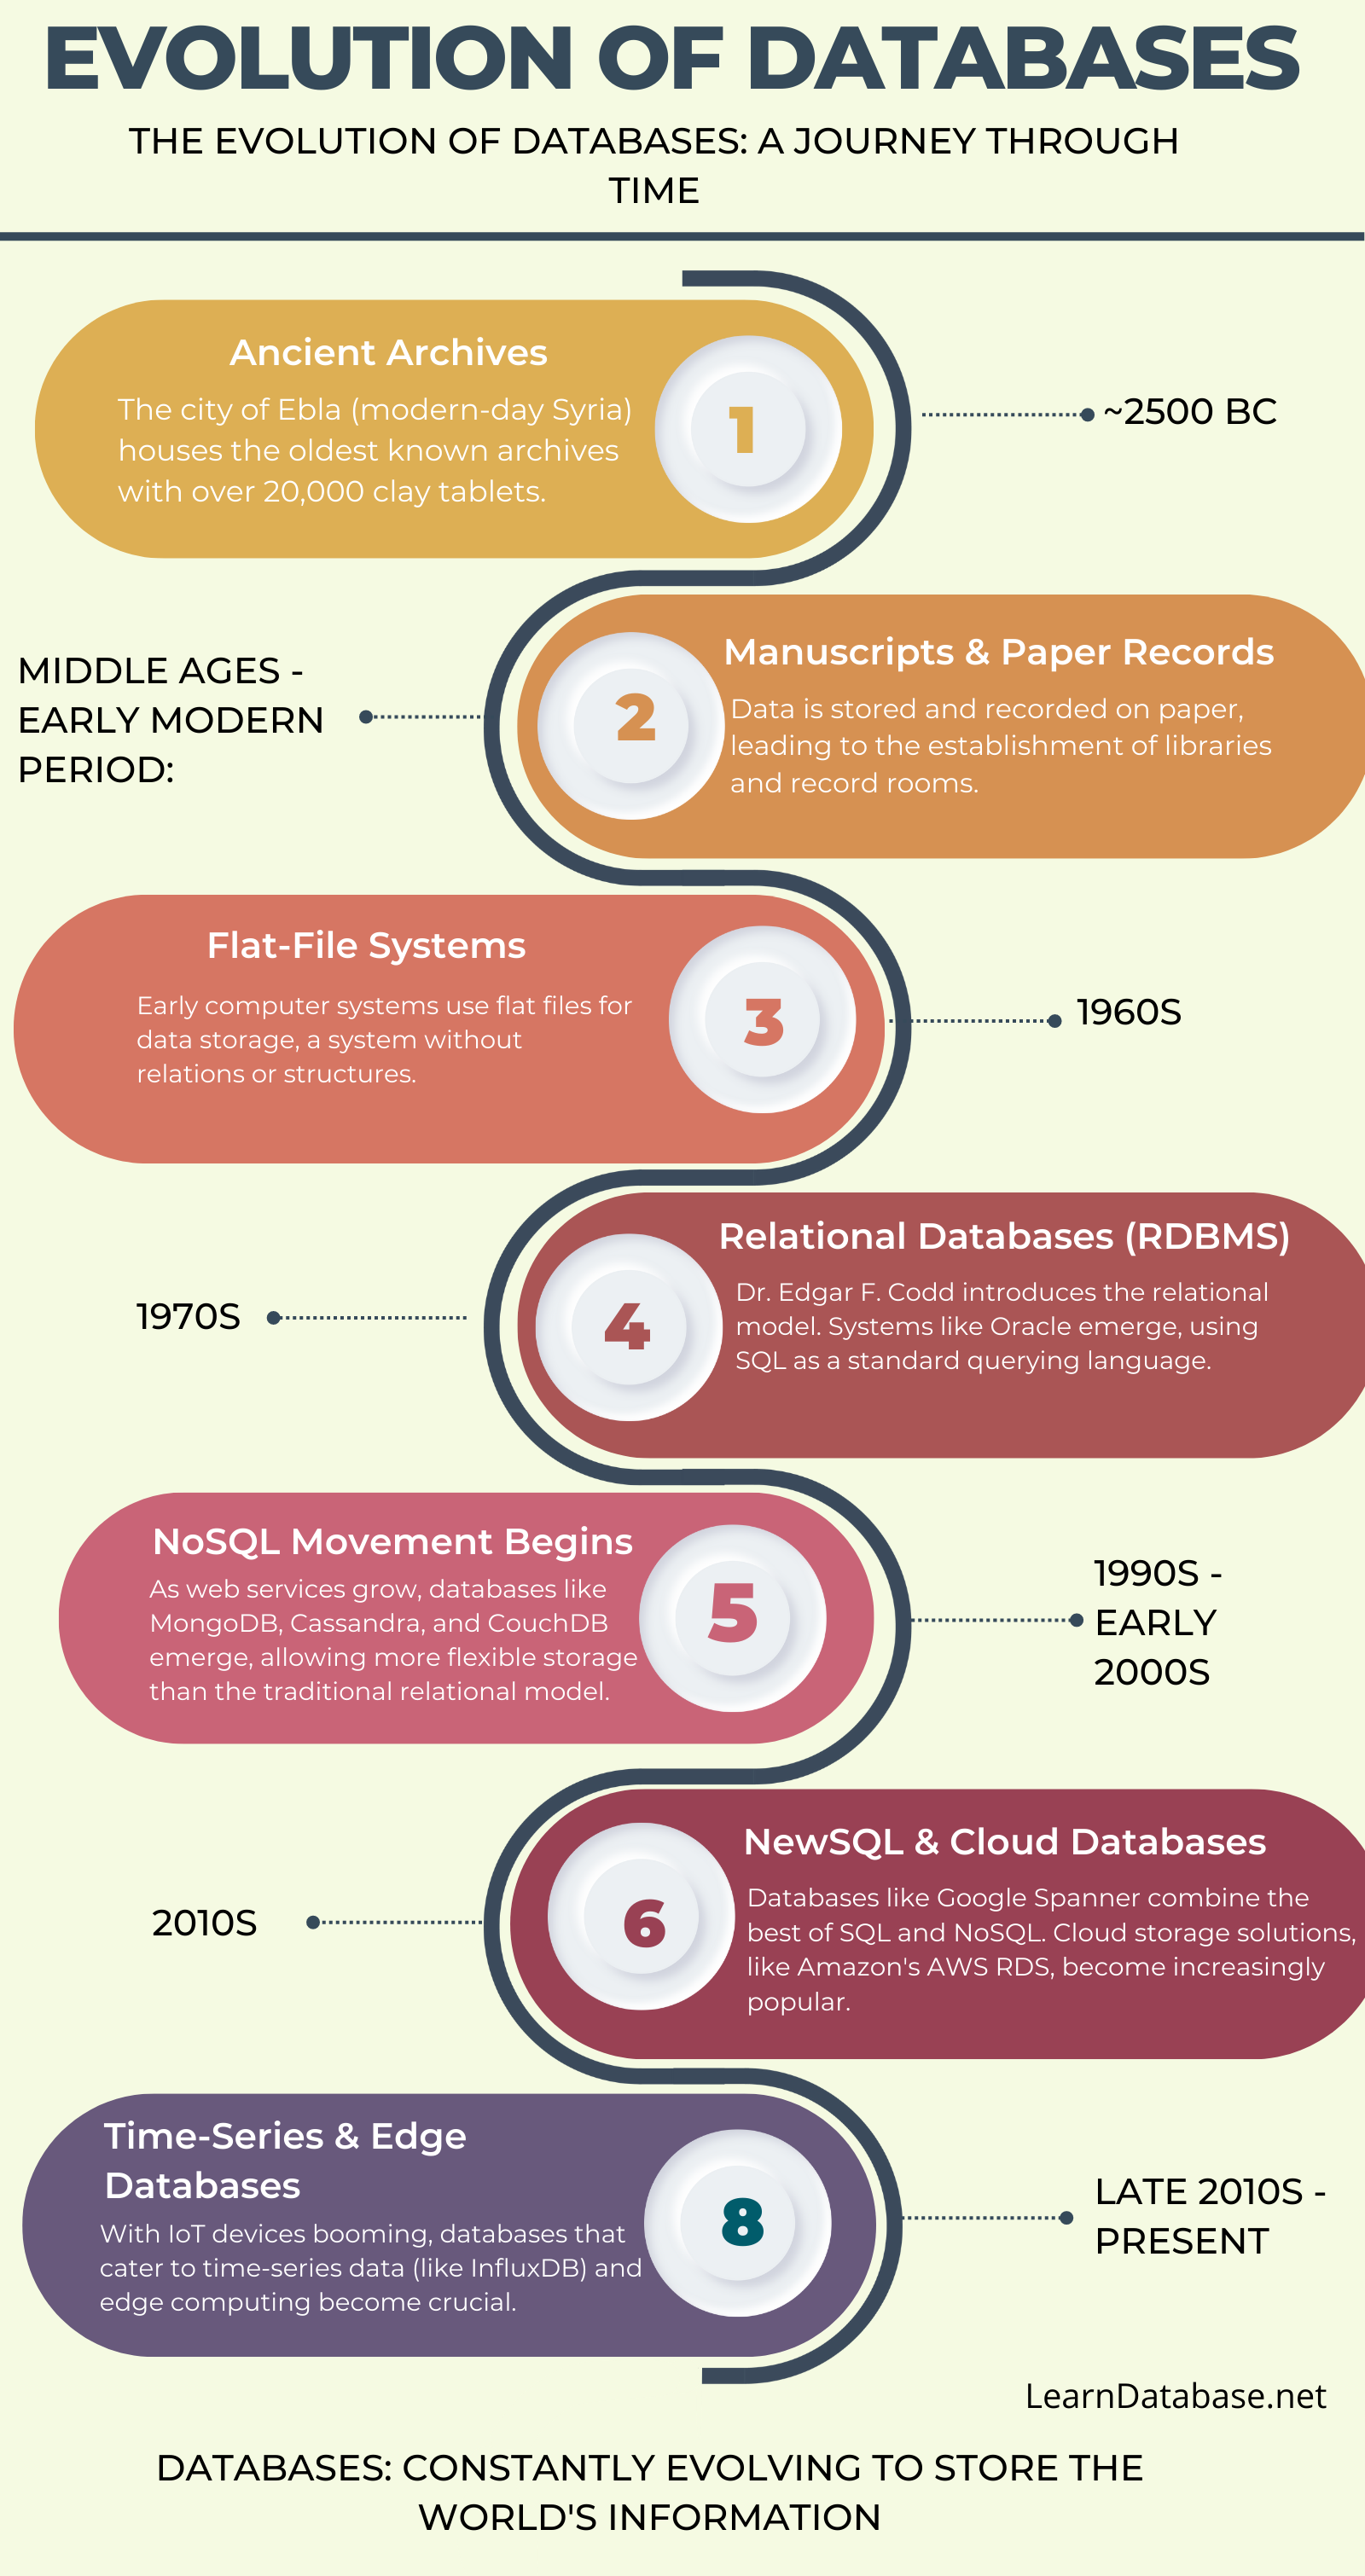 EVOLUTION OF DATABASES
THE EVOLUTION OF DATABASES: A JOURNEY THROUGH
TIME
Ancient Archives
The city of Ebla (modern-day Syria)
houses the oldest known archives
with over 20,000 clay tablets.
1
~2500 BC
MIDDLE AGES -
EARLY MODERN
PERIOD:
2
Manuscripts & Paper Records
Data is stored and recorded on paper,
leading to the establishment of libraries
and record rooms.
Flat-File Systems
Early computer systems use flat files for
data storage, a system without
relations or structures.
3
1960S
1970S
4
Relational Databases (RDBMS)
Dr. Edgar F. Codd introduces the relational
model. Systems like Oracle emerge, using
SQL as a standard querying language.
NoSQL Movement Begins
As web services grow, databases like
MongoDB, Cassandra, and CouchDB
emerge, allowing more flexible storage
than the traditional relational model.
5
1990S -
EARLY
2000S
2010S
6
NewSQL & Cloud Databases
Databases like Google Spanner combine the
best of SQL and NoSQL. Cloud storage solutions,
like Amazon's AWS RDS, become increasingly
popular.
Time-Series & Edge
Databases
With IoT devices booming, databases that
cater to time-series data (like InfluxDB) and
edge computing become crucial.
8
LATE 2010S -
PRESENT
LearnDatabase.net
DATABASES: CONSTANTLY EVOLVING TO STORE THE
WORLD'S INFORMATION